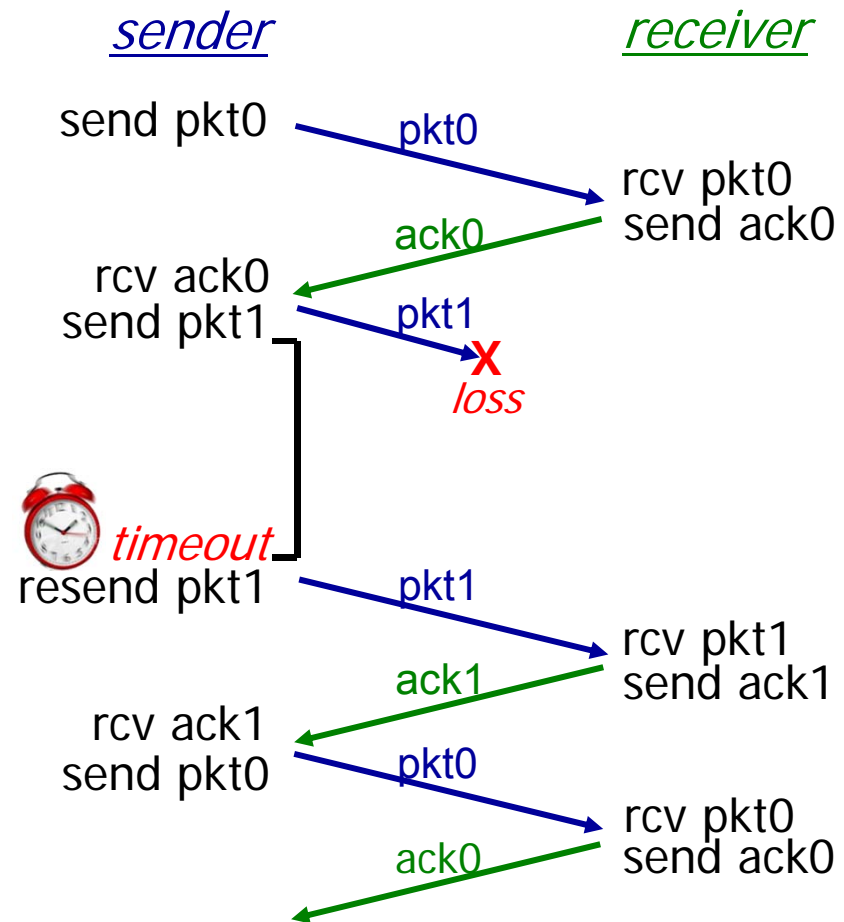 sender
receiver
send pkt0
pkt0
rcv pkt0
send ack0
ack0
rcv ack0
send pkt1
pkt1
X
loss
timeout
resend pkt1
pkt1
rcv pkt1
send ack1
ack1
rcv ack1
send pkt0
pkt0
rcv pkt0
send ack0
ack0